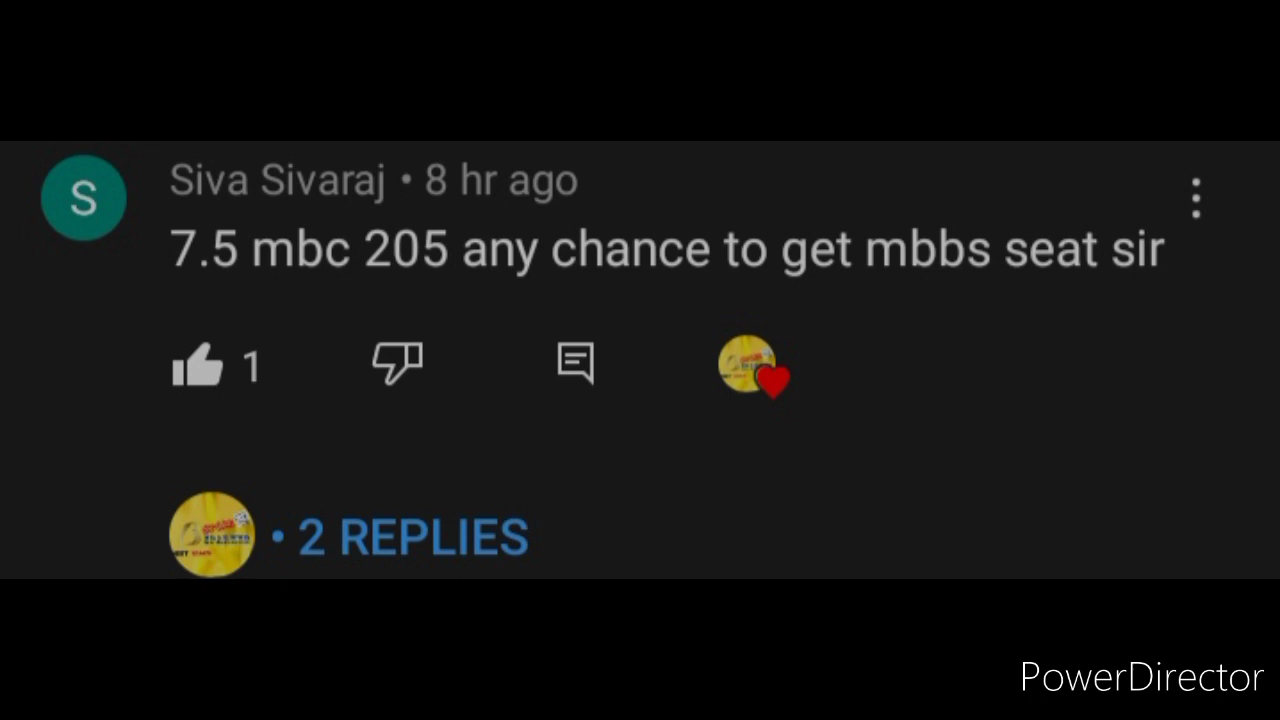 S
Siva Sivaraj • 8 hr ago
7.5 mbc 205 any chance to get mbbs seat sir
1
• 2 REPLIES
PowerDirector